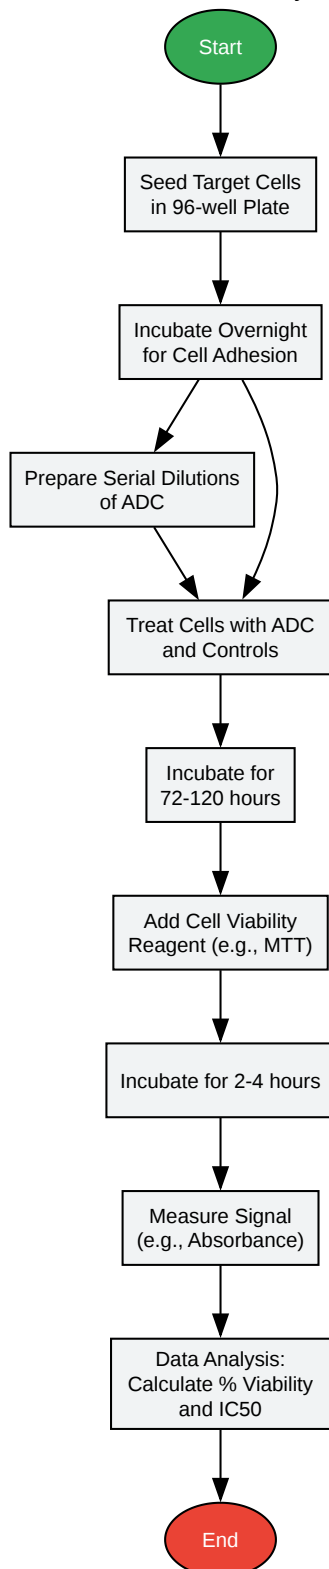 Start
Seed Target Cells
in 96-well Plate
Incubate Overnight
for Cell Adhesion
Prepare Serial Dilutions
of ADC
Treat Cells with ADC
and Controls
Incubate for
72-120 hours
Add Cell Viability
Reagent (e.g., MTT)
Incubate for 2-4 hours
Measure Signal
(e.g., Absorbance)
Data Analysis:
Calculate % Viability
and IC50
End